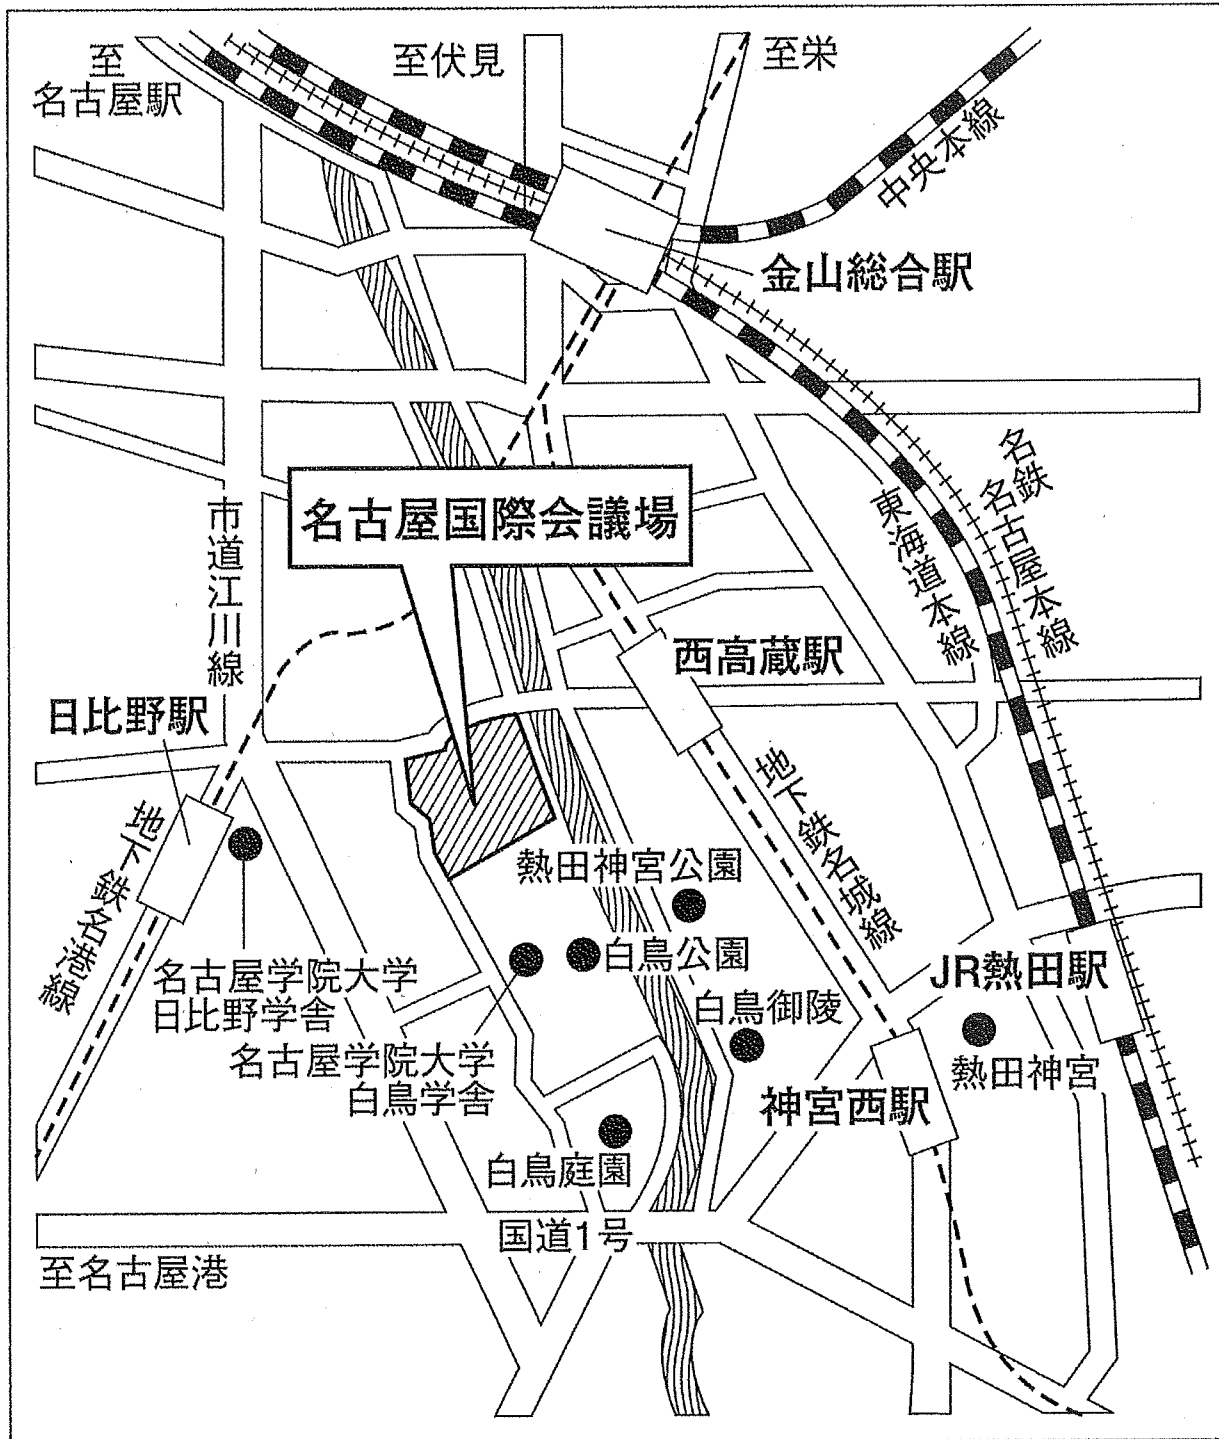 至
名古屋駅
至伏見
至栄
中央本線
金山総合駅
名鉄
名古屋本線
東海道本線
名古屋国際会議場
市道江川線
西高蔵駅
日比野駅
地下鉄名城線
地下鉄名港線
熱田神宮公園
白鳥公園
JR熱田駅
名古屋学院大学
日比野学舎
白鳥御陵
名古屋学院大学
白鳥学舎
熱田神宮
神宮西駅
白鳥庭園
国道1号
至名古屋港